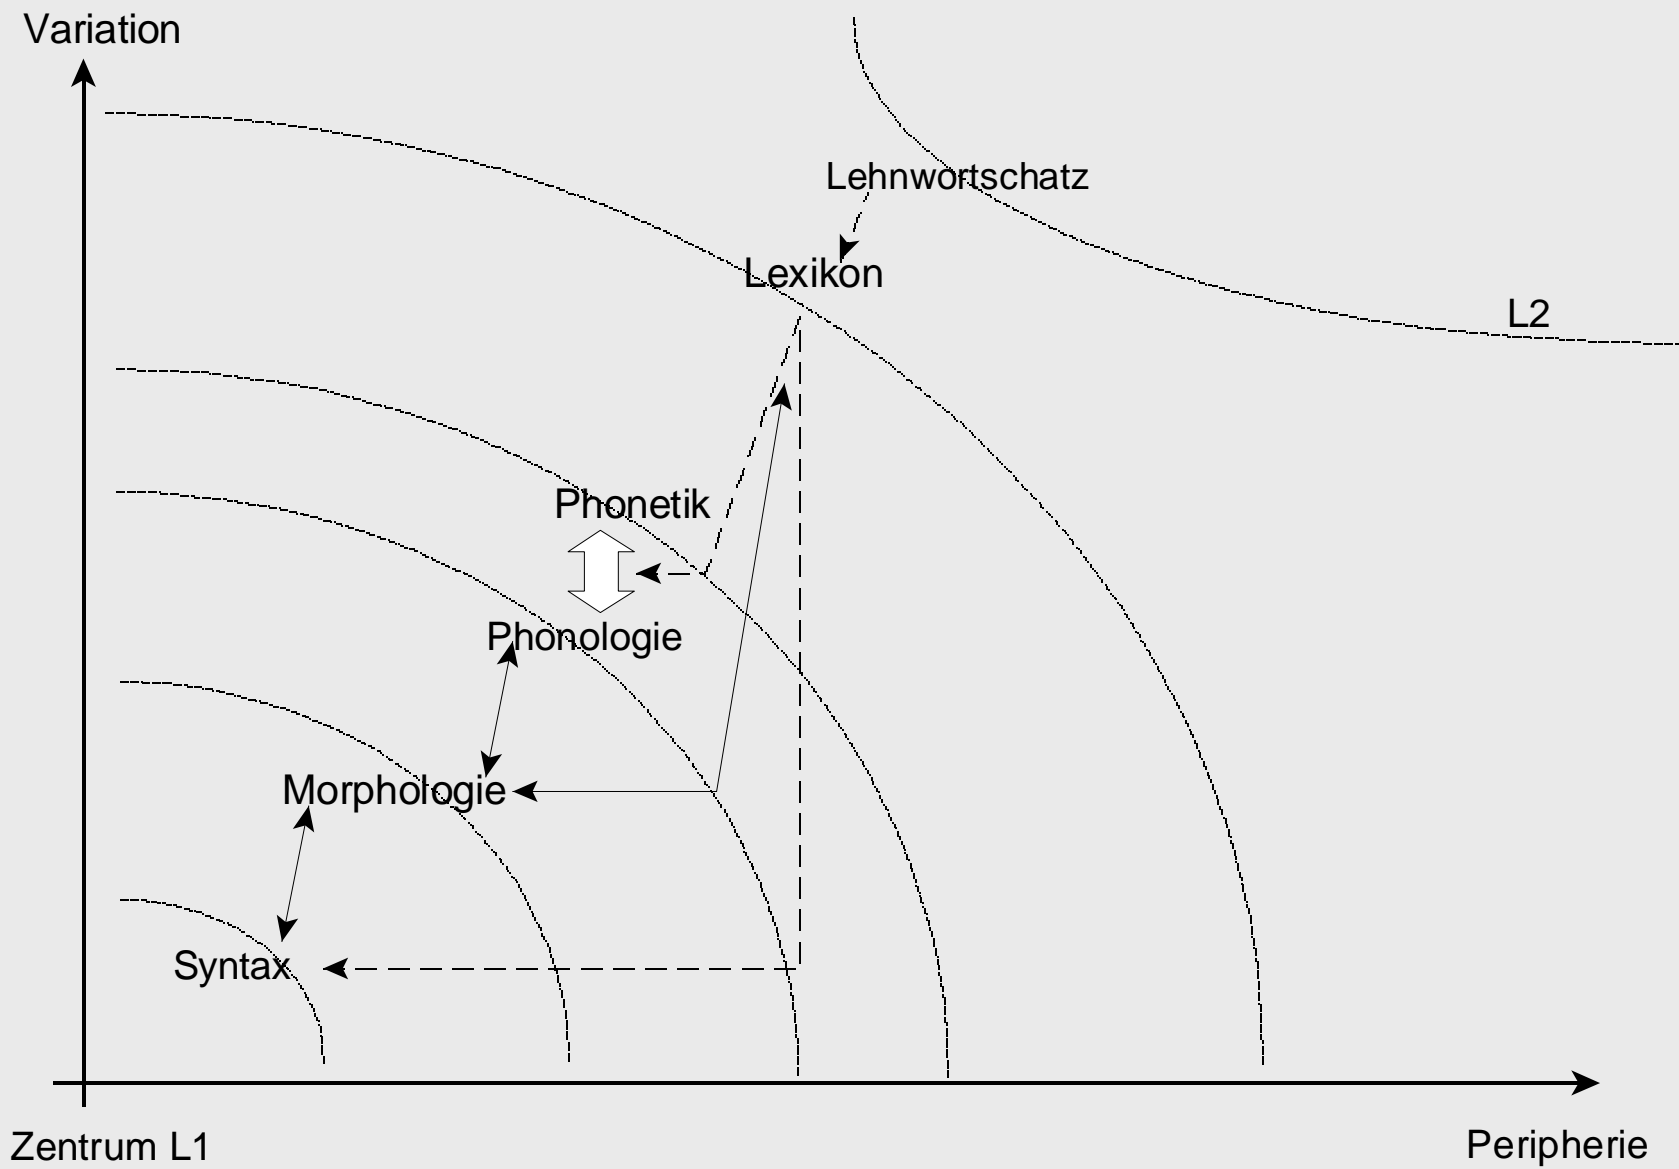 Variation
Lehnwortschatz
Lexikon
L2
Phonetik
Phonologie
Morphologie
Syntax
Zentrum L1
Peripherie